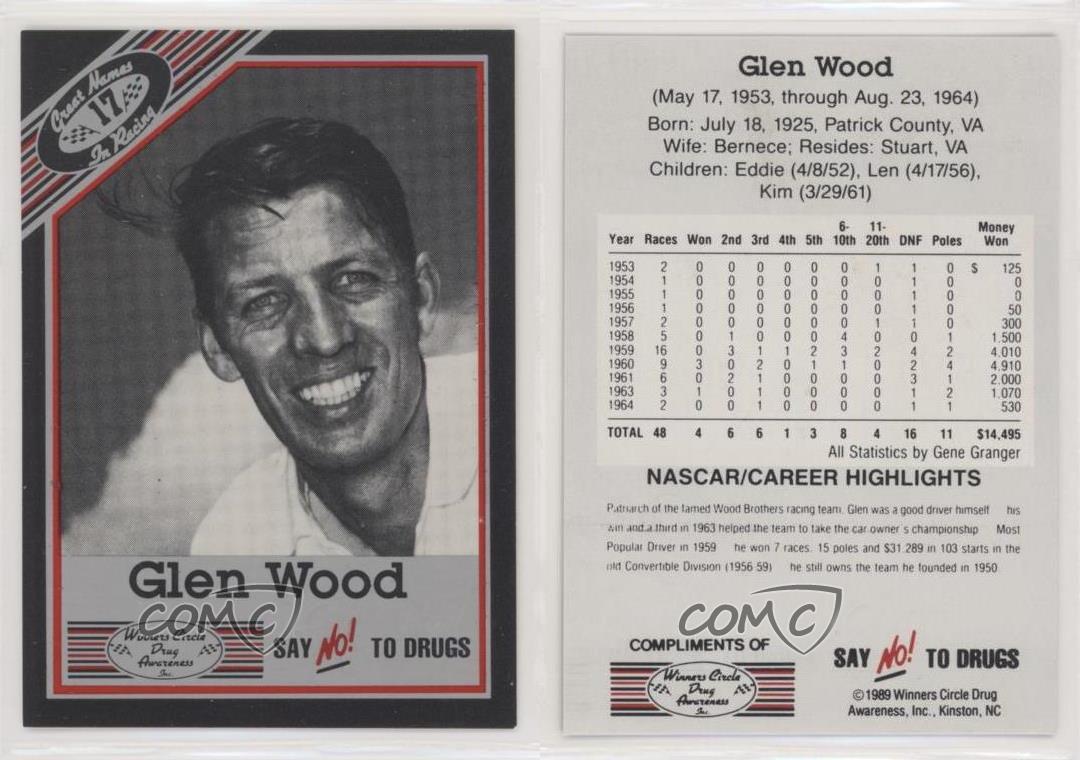 Great Names
17
In Racing
Glen Wood
COMC
Winners Circle
Drug
Awareness
Inc.
SAY NO! TO DRUGS
Glen Wood
(May 17, 1953, through Aug. 23, 1964)
Born: July 18, 1925, Patrick County, VA
Wife: Bernece; Resides: Stuart, VA
Children: Eddie (4/8/52), Len (4/17/56),
Kim (3/29/61)
Year Races Won 2nd 3rd 4th 5th 6-10th 11-20th DNF Poles Money Won
1953 2 0 0 0 0 0 0 1 1 0 $ 125
1954 1 0 0 0 0 0 0 0 1 0 0
1955 1 0 0 0 0 0 0 0 1 0 0
1956 1 0 0 0 0 0 0 0 1 0 50
1957 2 0 0 0 0 0 0 1 1 0 300
1958 5 0 1 0 0 0 4 0 0 1 1.500
1959 16 0 3 1 1 2 3 2 4 2 4.010
1960 9 3 0 2 0 1 1 0 2 4 4.910
1961 6 0 2 1 0 0 0 0 3 1 2.000
1963 3 1 0 1 0 0 0 0 1 2 1.070
1964 2 0 0 1 0 0 0 0 1 1 530
TOTAL 48 4 6 6 1 3 8 4 16 11 $14,495
All Statistics by Gene Granger
NASCAR/CAREER HIGHLIGHTS
Patriarch of the famed Wood Brothers racing team. Glen was a good driver himself his
win and a third in 1963 helped the team to take the car owner s championship Most
Popular Driver in 1959 he won 7 races. 15 poles and $31.289 in 103 starts in the
old Convertible Division (1956 59) he still owns the team he founded in 1950
COMC
COMPLIMENTS OF
Winners Circle
Drug
Awareness
Inc.
SAY NO! TO DRUGS
©1989 Winners Circle Drug
Awareness, Inc., Kinston, NC